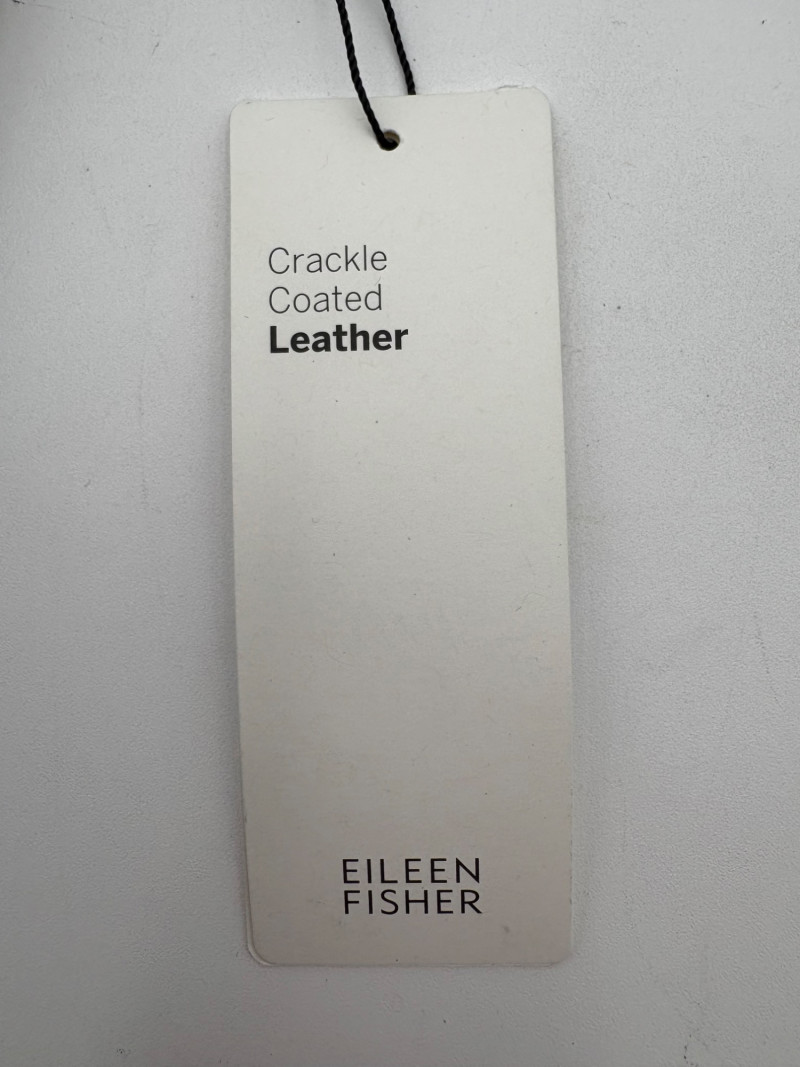 Crackle
Coated
Leather
EILEEN
FISHER